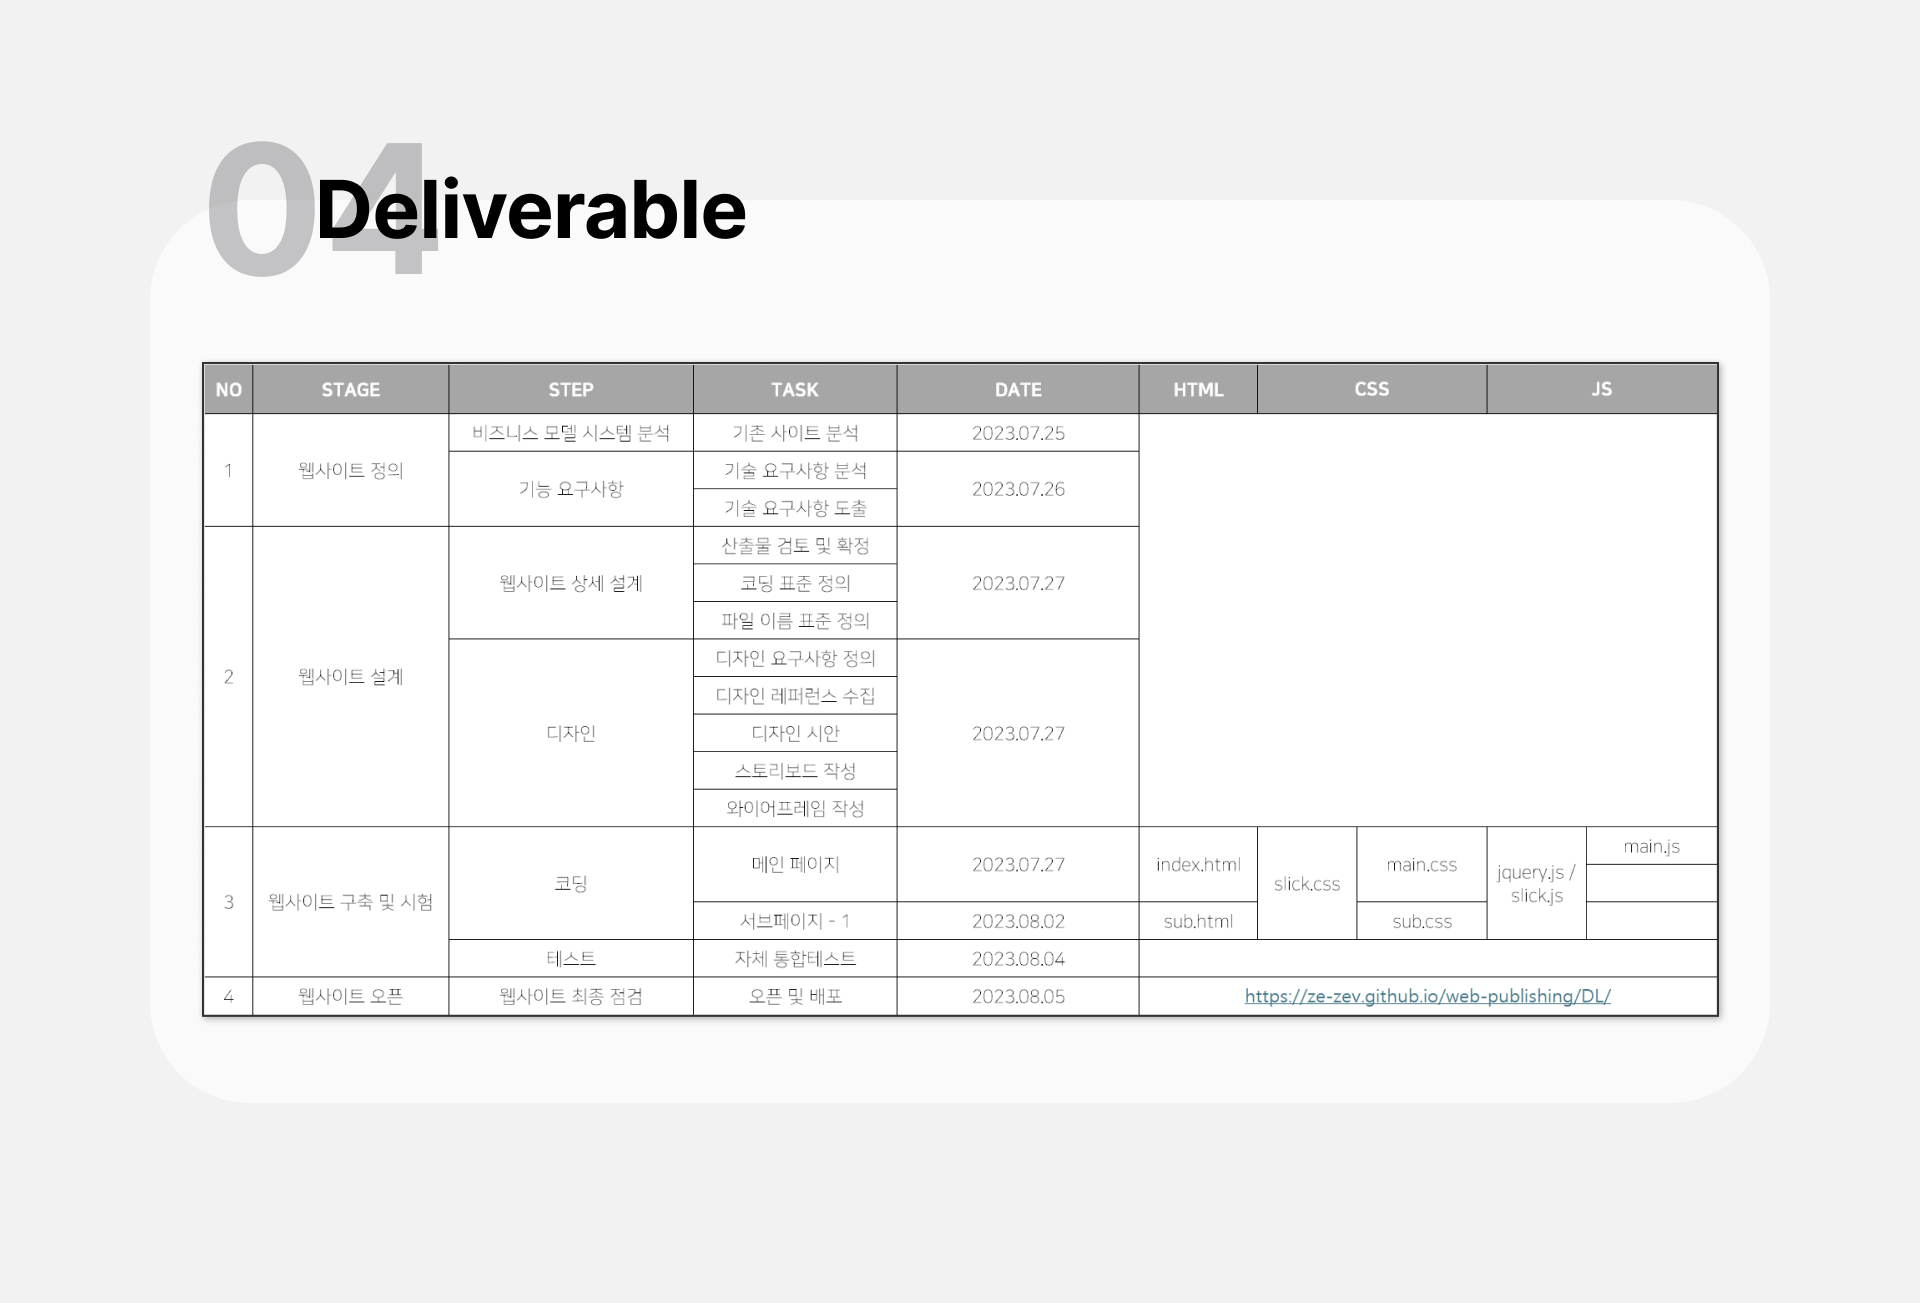 04
Deliverable
NO STAGE STEP TASK DATE HTML CSS JS
1 웹사이트 정의 비즈니스 모델 시스템 분석 기존 사이트 분석 2023.07.25
기능 요구사항 기술 요구사항 분석 2023.07.26
기술 요구사항 도출
2 웹사이트 설계 웹사이트 상세 설계 산출물 검토 및 확정 2023.07.27
코딩 표준 정의
파일 이름 표준 정의
디자인 디자인 요구사항 정의 2023.07.27
디자인 레퍼런스 수집
디자인 시안
스토리보드 작성
와이어프레임 작성
3 웹사이트 구축 및 시험 코딩 메인 페이지 2023.07.27 index.html slick.css main.css jquery.js / main.js
slick.js
서브페이지 - 1 2023.08.02 sub.html sub.css
테스트 자체 통합테스트 2023.08.04
4 웹사이트 오픈 웹사이트 최종 점검 오픈 및 배포 2023.08.05 https://ze-zev.github.io/web-publishing/DL/